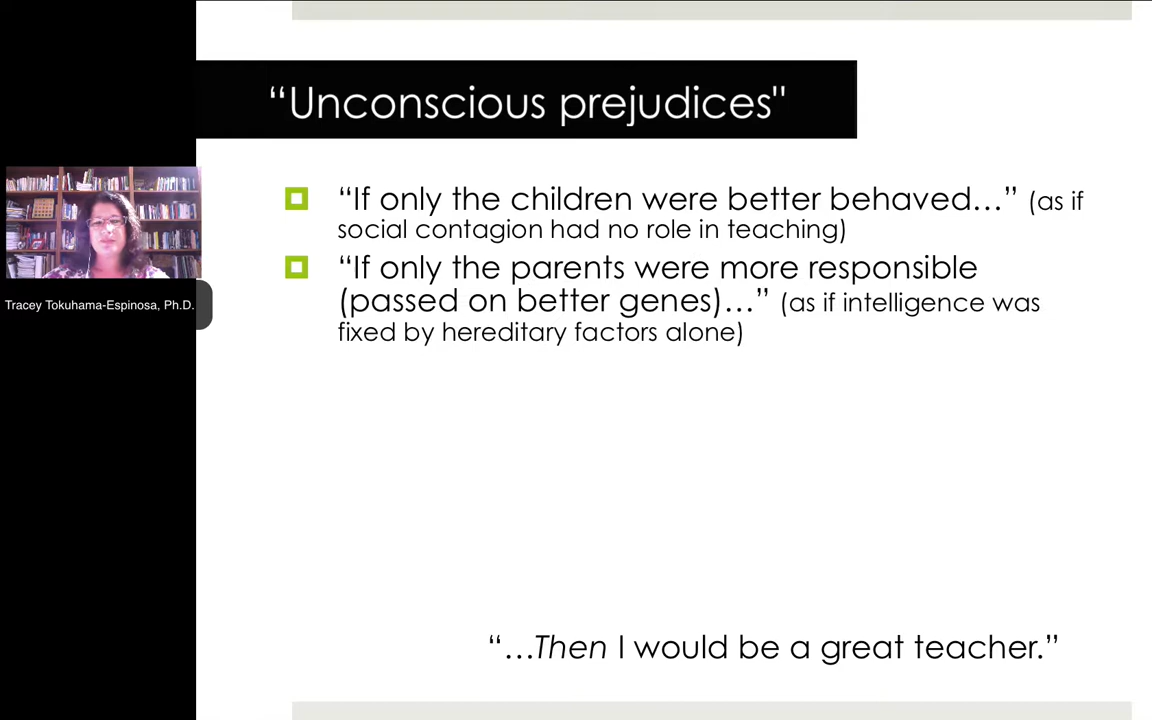 “Unconscious prejudices"
“If only the children were better behaved…” (as if
social contagion had no role in teaching)
“If only the parents were more responsible
(passed on better genes)…” (as if intelligence was
fixed by hereditary factors alone)
Tracey Tokuhama-Espinosa, Ph.D.
“…Then I would be a great teacher.”